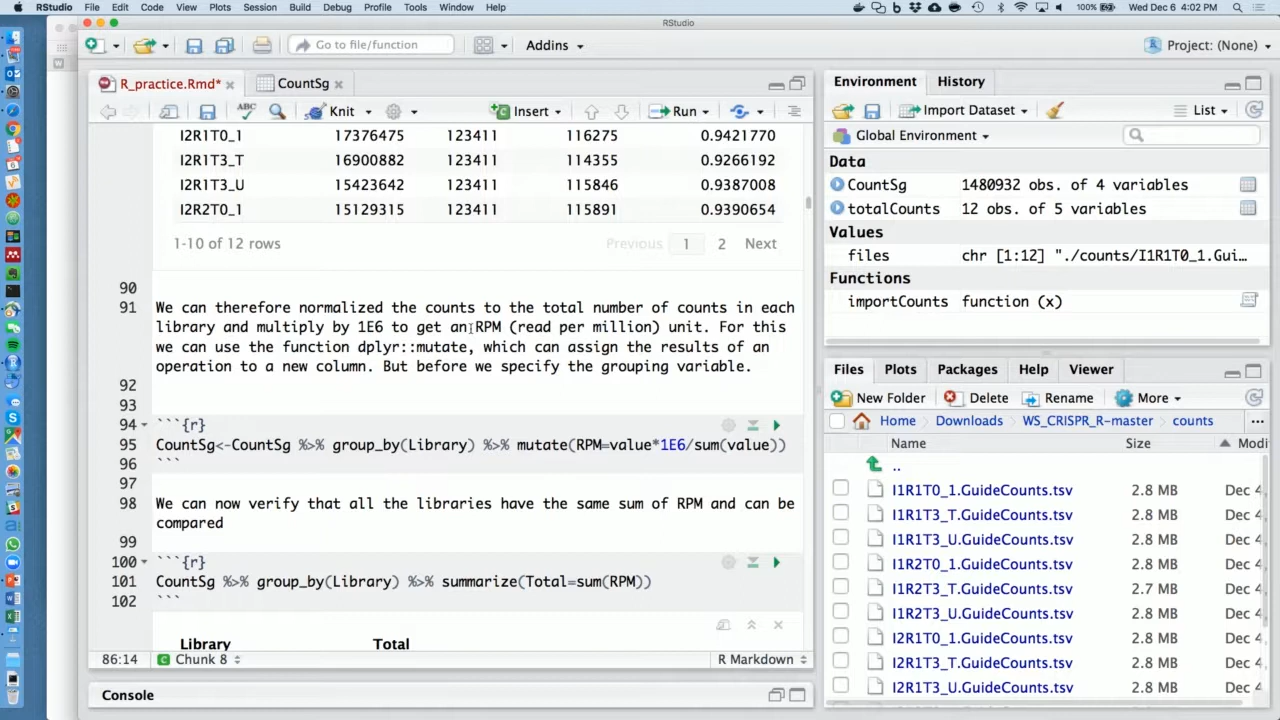 RStudio File Edit Code View Plots Session Build Debug Profile Tools Window Help 100% Wed Dec 6 4:02 PM
RStudio
Go to file/function Addins Project: (None)
R_practice.Rmd* CountSg
ABC Knit Insert Run
I2R1T0_1 17376475 123411 116275 0.9421770
I2R1T3_T 16900882 123411 114355 0.9266192
I2R1T3_U 15423642 123411 115846 0.9387008
I2R2T0_1 15129315 123411 115891 0.9390654
1-10 of 12 rows Previous 1 2 Next
90
91 We can therefore normalized the counts to the total number of counts in each
library and multiply by 1E6 to get an RPM (read per million) unit. For this
we can use the function dplyr::mutate, which can assign the results of an
operation to a new column. But before we specify the grouping variable.
92
93
94 ```{r}
95 CountSg<-CountSg %>% group_by(Library) %>% mutate(RPM=value*1E6/sum(value))
96 ```
97
98 We can now verify that all the libraries have the same sum of RPM and can be
compared
99
100 ```{r}
101 CountSg %>% group_by(Library) %>% summarize(Total=sum(RPM))
102 ```
Library Total
86:14 C Chunk 8 R Markdown
Console
Environment History
Import Dataset List
Global Environment
Data
CountSg 1480932 obs. of 4 variables
totalCounts 12 obs. of 5 variables
Values
files chr [1:12] "./counts/I1R1T0_1.Gui…
Functions
importCounts function (x)
Files Plots Packages Help Viewer
New Folder Delete Rename More
Home Downloads WS_CRISPR_R-master counts ...
Name Size Modi
..
I1R1T0_1.GuideCounts.tsv 2.8 MB Dec 4
I1R1T3_T.GuideCounts.tsv 2.8 MB Dec 4
I1R1T3_U.GuideCounts.tsv 2.8 MB Dec 4
I1R2T0_1.GuideCounts.tsv 2.8 MB Dec 4
I1R2T3_T.GuideCounts.tsv 2.7 MB Dec 4
I1R2T3_U.GuideCounts.tsv 2.8 MB Dec 4
I2R1T0_1.GuideCounts.tsv 2.8 MB Dec 4
I2R1T3_T.GuideCounts.tsv 2.8 MB Dec 4
I2R1T3_U.GuideCounts.tsv 2.8 MB Dec 4